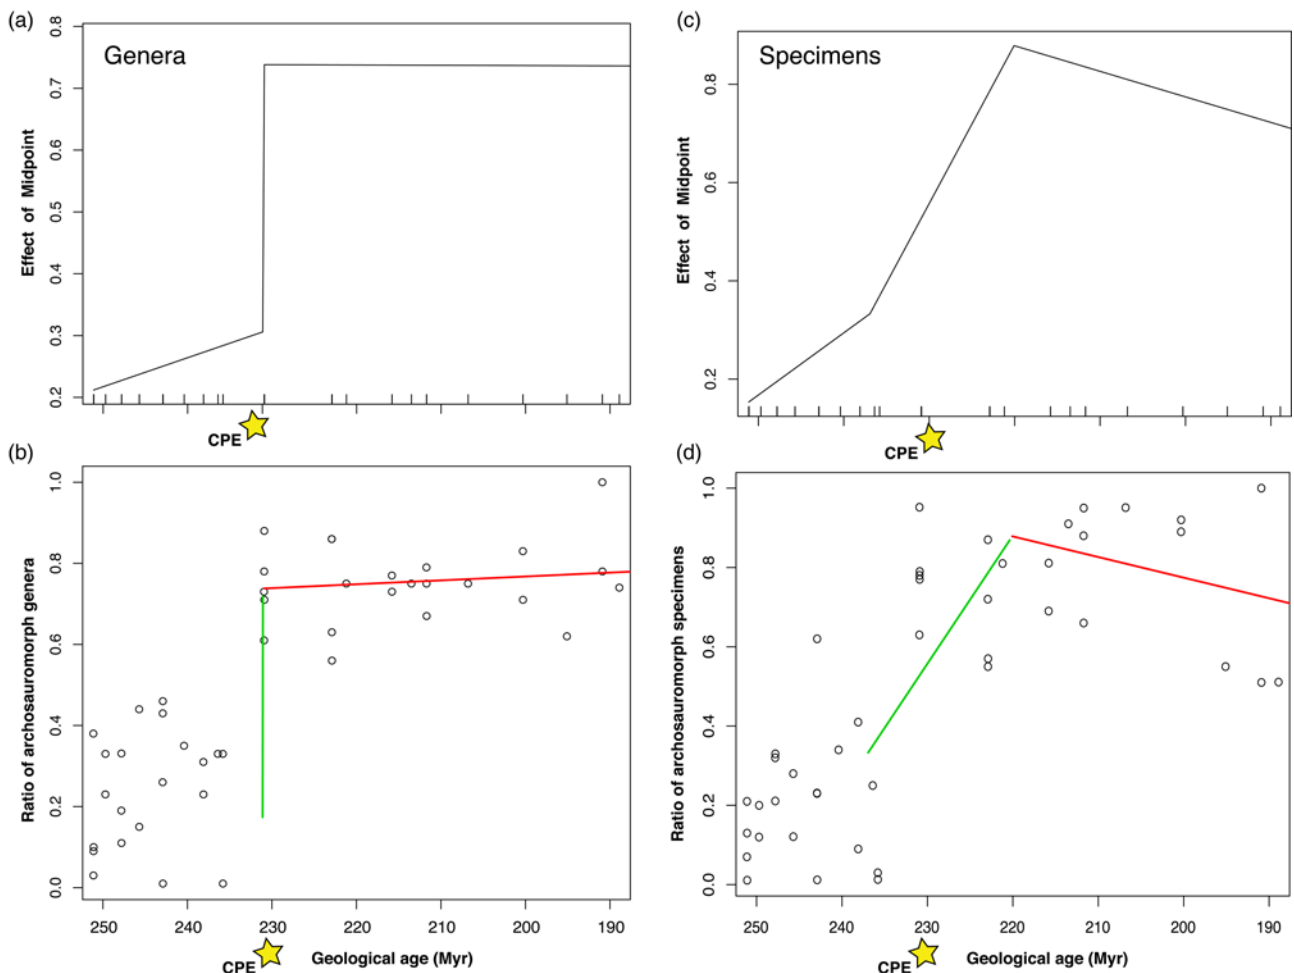 (a)
Genera
Effect of Midpoint
0.8
0.7
0.6
0.5
0.4
0.3
0.2
CPE
(c)
Specimens
Effect of Midpoint
0.8
0.6
0.4
0.2
CPE
(b)
Ratio of archosauromorph genera
1.0
0.8
0.6
0.4
0.2
0.0
250 240 230 220 210 200 190
CPE Geological age (Myr)
(d)
Ratio of archosauromorph specimens
1.0
0.8
0.6
0.4
0.2
0.0
250 240 230 220 210 200 190
CPE Geological age (Myr)